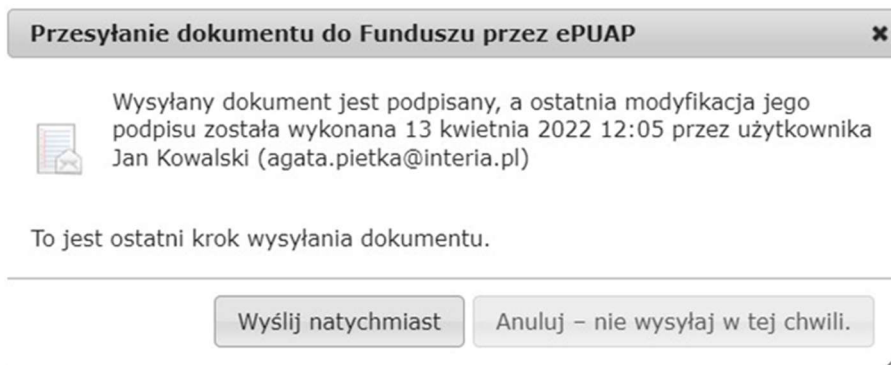 Przesyłanie dokumentu do Funduszu przez ePUAP
Wysyłany dokument jest podpisany, a ostatnia modyfikacja jego
podpisu została wykonana 13 kwietnia 2022 12:05 przez użytkownika
Jan Kowalski (agata.pietka@interia.pl)
To jest ostatni krok wysyłania dokumentu.
Wyślij natychmiast
Anuluj – nie wysyłaj w tej chwili.